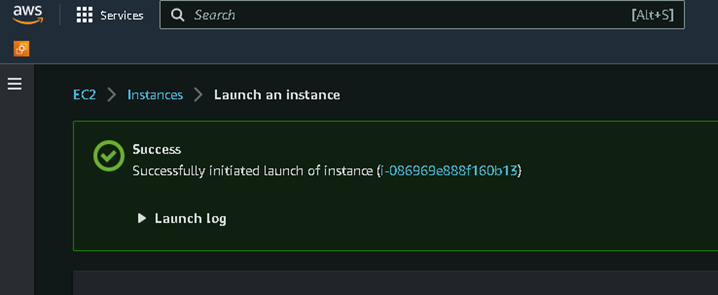 aws
Services
Search
[Alt+S]
EC2 > Instances > Launch an instance
Success
Successfully initiated launch of instance (i-086969e888f160b13)
Launch log